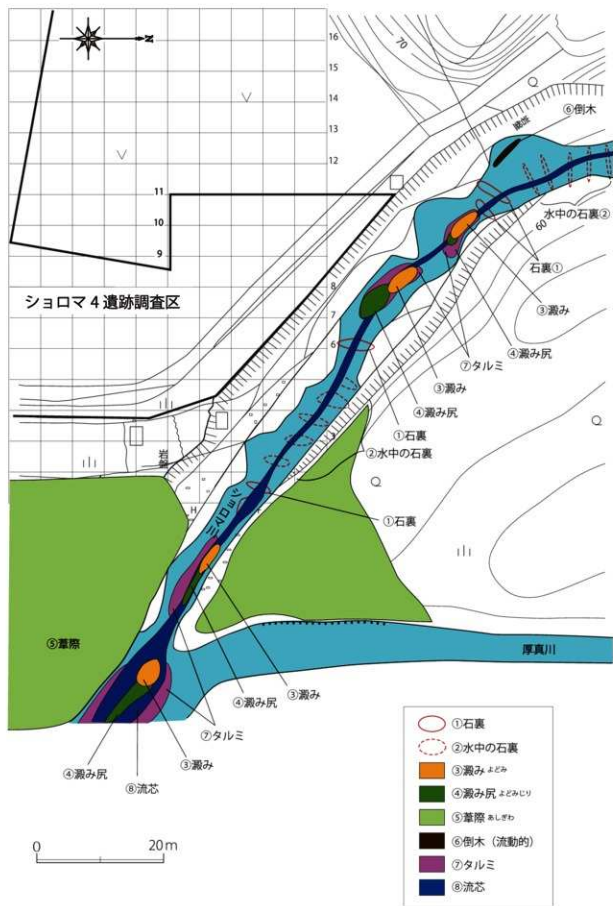 N
16
15
14
13
12
11
10
9
8
7
6
70
60
⑥倒木
水中の石裏②
石裏①
③澱み
④澱み尻
⑦タルミ
③澱み
④澱み尻
①石裏
②水中の石裏
①石裏
ショロマ4遺跡調査区
岩盤
ショロマ川
⑤葦際
厚真川
③澱み
④澱み尻
⑦タルミ
③澱み
④澱み尻
⑧流芯
0
20m
①石裏
②水中の石裏
③澱み よどみ
④澱み尻 よどみじり
⑤葦際 あしぎわ
⑥倒木（流動的）
⑦タルミ
⑧流芯